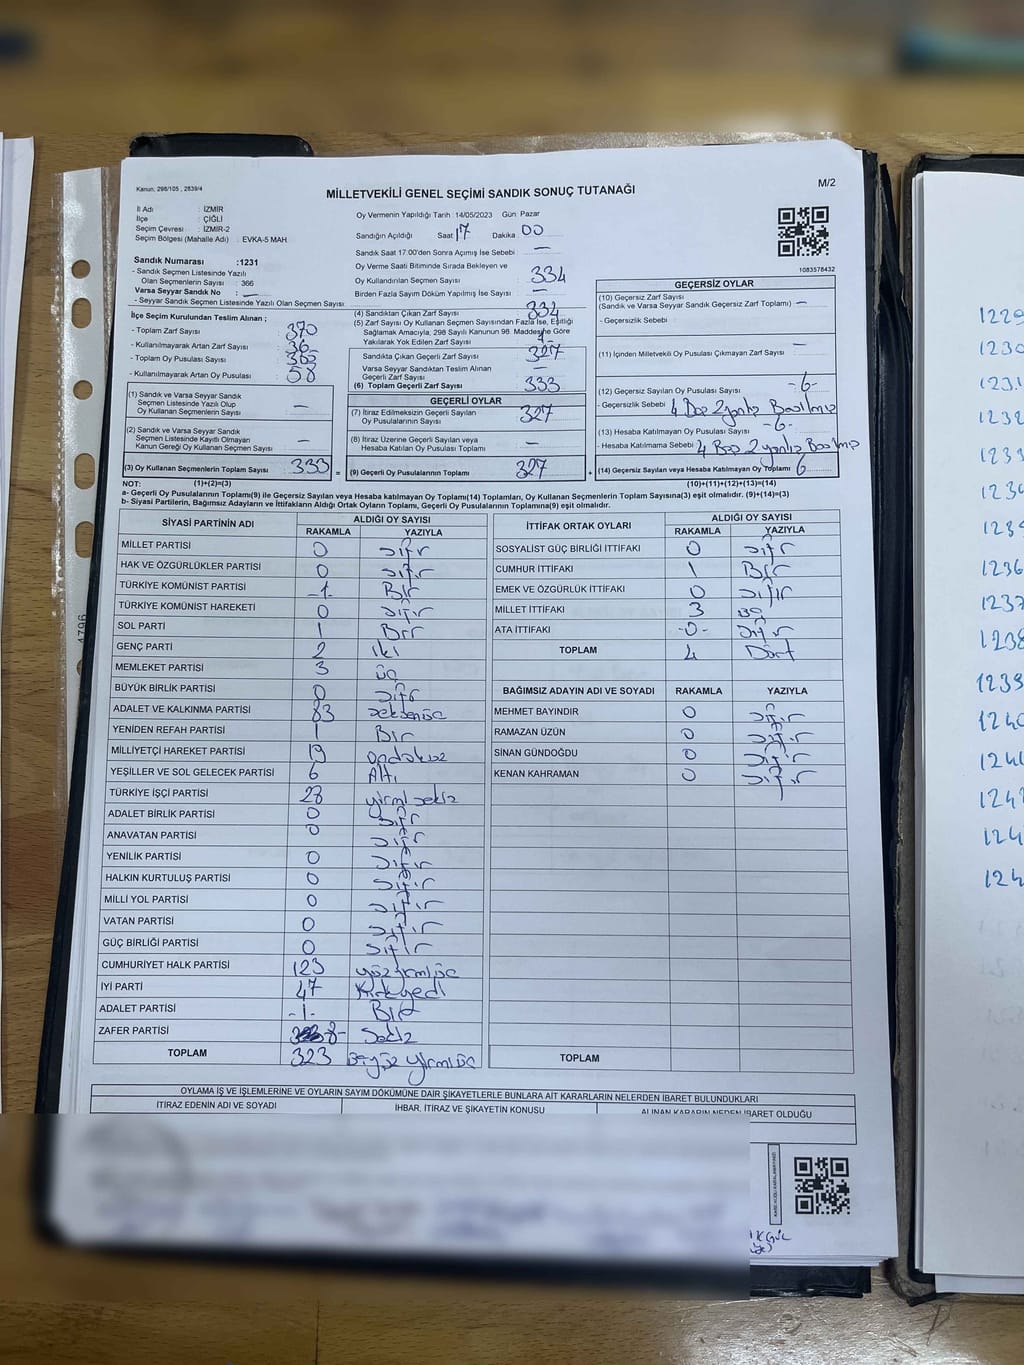 Kanun: 298/105 , 2839/4
MİLLETVEKİLİ GENEL SEÇİMİ SANDIK SONUÇ TUTANAĞI
M/2
İl Adı : İZMİR
İlçe : ÇİĞLİ
Seçim Çevresi : İZMİR-2
Seçim Bölgesi (Mahalle Adı) : EVKA-5 MAH.
Oy Vermenin Yapıldığı Tarih : 14/05/2023 Gün: Pazar
Sandığın Açıldığı Saat 17 Dakika 00
Sandık Saat 17:00'den Sonra Açımış İse Sebebi : —
Sandık Numarası :1231
- Sandık Seçmen Listesinde Yazılı
Olan Seçmenlerin Sayısı : 366
Varsa Seyyar Sandık No : —
- Seyyar Sandık Seçmen Listesinde Yazılı Olan Seçmen Sayısı:
Oy Verme Saati Bitiminde Sırada Bekleyen ve
Oy Kullandırılan Seçmen Sayısı : 334
Birden Fazla Sayım Döküm Yapılmış İse Sayısı : —
1083578432
İlçe Seçim Kurulundan Teslim Alınan ;
- Toplam Zarf Sayısı : 370
- Kullanılmayarak Artan Zarf Sayısı : 36
- Toplam Oy Pusulası Sayısı : 385
- Kullanılmayarak Artan Oy Pusulası : 58
(1) Sandık ve Varsa Seyyar Sandık
Seçmen Listesinde Yazılı Olup
Oy Kullanan Seçmenlerin Sayısı : —
(2) Sandık ve Varsa Seyyar Sandık
Seçmen Listesinde Kayıtlı Olmayan
Kanun Gereği Oy Kullanan Seçmen Sayısı : —
(3) Oy Kullanan Seçmenlerin Toplam Sayısı : 333 =
(4) Sandıktan Çıkan Zarf Sayısı : 334
(5) Zarf Sayısı Oy Kullanan Seçmen Sayısından Fazla İse, Eşitliği
Sağlamak Amacıyla, 298 Sayılı Kanunun 98. Maddesine Göre
Yakılarak Yok Edilen Zarf Sayısı :
Sandıkta Çıkan Geçerli Zarf Sayısı : 327
Varsa Seyyar Sandıktan Teslim Alınan
Geçerli Zarf Sayısı : —
(6) Toplam Geçerli Zarf Sayısı : 333
GEÇERLİ OYLAR
(7) İtiraz Edilmeksizin Geçerli Sayılan
Oy Pusulalarının Sayısı : 327
(8) İtiraz Üzerine Geçerli Sayılan veya
Hesaba Katılan Oy Pusulası Toplamı : —
(9) Geçerli Oy Pusulalarının Toplamı : 327 +
GEÇERSİZ OYLAR
(10) Geçersiz Zarf Sayısı
(Sandık ve Varsa Seyyar Sandık Geçersiz Zarf Toplamı) : —
- Geçersizlik Sebebi :
(11) İçinden Milletvekili Oy Pusulası Çıkmayan Zarf Sayısı : —
(12) Geçersiz Sayılan Oy Pusulası Sayısı : -6-
- Geçersizlik Sebebi : 4 Boş 2 yanlış Basılmış
(13) Hesaba Katılmayan Oy Pusulası Sayısı : -6-
- Hesaba Katılmama Sebebi : 4 Boş 2 yanlış Basılmış
(14) Geçersiz Sayılan veya Hesaba Katılmayan Oy Toplamı : 6
NOT: (1)+(2)=(3) (10)+(11)+(12)+(13)=(14)
a- Geçerli Oy Pusulalarının Toplamı(9) ile Geçersiz Sayılan veya Hesaba katılmayan Oy Toplamı(14) Toplamları, Oy Kullanan Seçmenlerin Toplam Sayısına(3) eşit olmalıdır. (9)+(14)=(3)
b- Siyasi Partilerin, Bağımsız Adayların ve İttifakların Aldığı Ortak Oyların Toplamı, Geçerli Oy Pusulalarının Toplamına(9) eşit olmalıdır.
SİYASİ PARTİNİN ADI ALDIĞI OY SAYISI
RAKAMLA YAZIYLA
MİLLET PARTİSİ 0 sıfır
HAK VE ÖZGÜRLÜKLER PARTİSİ 0 sıfır
TÜRKİYE KOMÜNİST PARTİSİ -1- Bir
TÜRKİYE KOMÜNİST HAREKETİ 0 sıfır
SOL PARTİ 1 Bir
GENÇ PARTİ 2 iki
MEMLEKET PARTİSİ 3 üç
BÜYÜK BİRLİK PARTİSİ 0 sıfır
ADALET VE KALKINMA PARTİSİ 83 seksenüç
YENİDEN REFAH PARTİSİ 1 Bir
MİLLİYETÇİ HAREKET PARTİSİ 19 ondokuz
YEŞİLLER VE SOL GELECEK PARTİSİ 6 Altı
TÜRKİYE İŞÇİ PARTİSİ 28 yirmi sekiz
ADALET BİRLİK PARTİSİ 0 sıfır
ANAVATAN PARTİSİ 0 sıfır
YENİLİK PARTİSİ 0 sıfır
HALKIN KURTULUŞ PARTİSİ 0 sıfır
MİLLİ YOL PARTİSİ 0 sıfır
VATAN PARTİSİ 0 sıfır
GÜÇ BİRLİĞİ PARTİSİ 0 sıfır
CUMHURİYET HALK PARTİSİ 123 yüzyirmiüç
İYİ PARTİ 47 Kırkyedi
ADALET PARTİSİ -1- Bir
ZAFER PARTİSİ 8- Sekiz
TOPLAM 323 üçyüz yirmiüç
İTTİFAK ORTAK OYLARI ALDIĞI OY SAYISI
RAKAMLA YAZIYLA
SOSYALİST GÜÇ BİRLİĞİ İTTİFAKI 0 sıfır
CUMHUR İTTİFAKI 1 Bir
EMEK VE ÖZGÜRLÜK İTTİFAKI 0 sıfır
MİLLET İTTİFAKI 3 üç
ATA İTTİFAKI -0- sıfır
TOPLAM 4 Dört
BAĞIMSIZ ADAYIN ADI VE SOYADI RAKAMLA YAZIYLA
MEHMET BAYINDIR 0 sıfır
RAMAZAN ÜZÜN 0 sıfır
SİNAN GÜNDOĞDU 0 sıfır
KENAN KAHRAMAN 0 sıfır
TOPLAM
OYLAMA İŞ VE İŞLEMLERİNE VE OYLARIN SAYIM DÖKÜMÜNE DAİR ŞİKAYETLERLE BUNLARA AİT KARARLARIN NELERDEN İBARET BULUNDUKLARI
İTİRAZ EDENİN ADI VE SOYADI İHBAR, İTİRAZ VE ŞİKAYETİN KONUSU ALINAN KARARIN NEDEN İBARET OLDUĞU
4796
1229
1230
1231
1232
1233
1234
1235
1236
1237
1238
1239